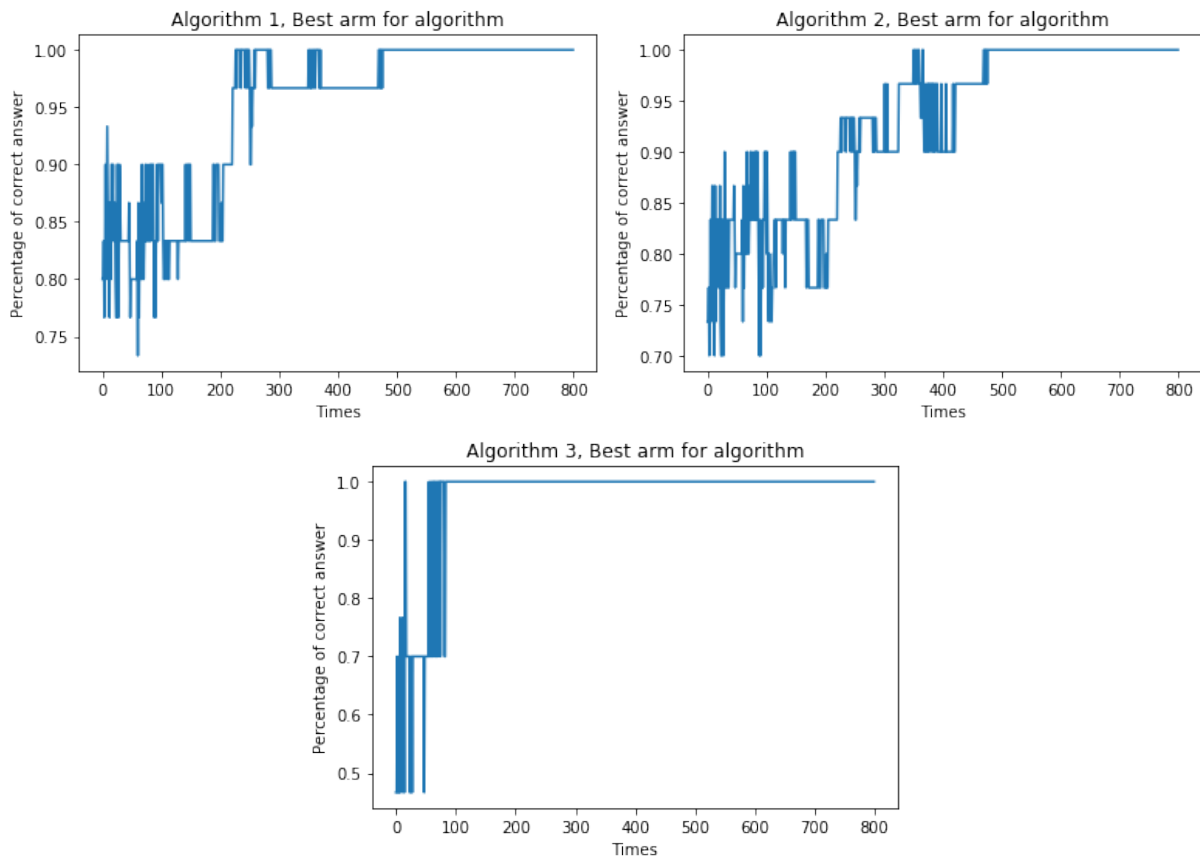 Algorithm 1, Best arm for algorithm
Percentage of correct answer
1.00
0.95
0.90
0.85
0.80
0.75
0 100 200 300 400 500 600 700 800
Times
Algorithm 2, Best arm for algorithm
Percentage of correct answer
1.00
0.95
0.90
0.85
0.80
0.75
0.70
0 100 200 300 400 500 600 700 800
Times
Algorithm 3, Best arm for algorithm
Percentage of correct answer
1.0
0.9
0.8
0.7
0.6
0.5
0 100 200 300 400 500 600 700 800
Times